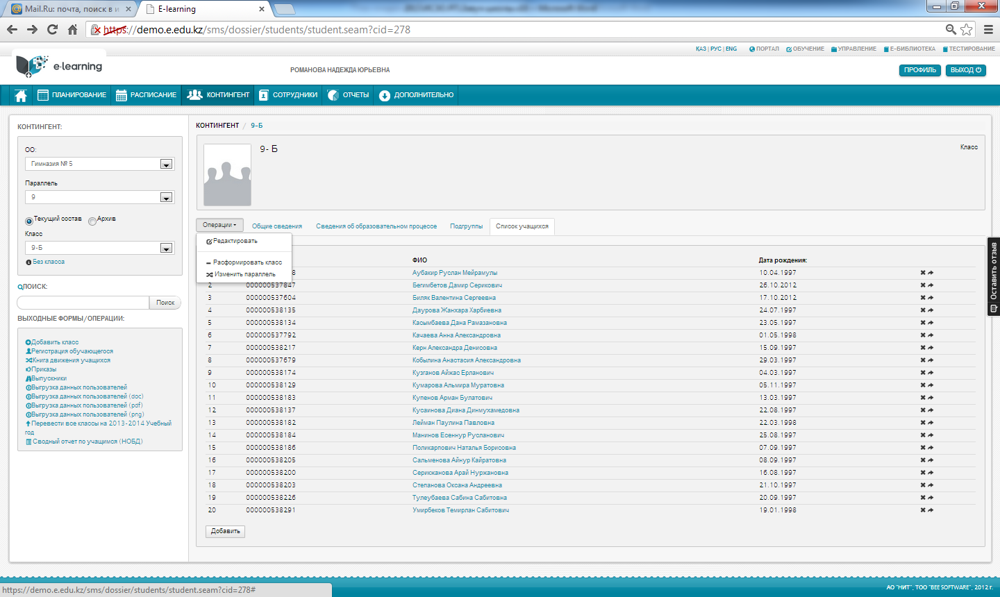 Mail.Ru: почта, поиск в и
E-learning
https://demo.e.edu.kz/sms/dossier/students/student.seam?cid=278
ҚАЗ | РУС | ENG
ПОРТАЛ
ОБУЧЕНИЕ
УПРАВЛЕНИЕ
Е-БИБЛИОТЕКА
ТЕСТИРОВАНИЕ
e-learning
РОМАНОВА НАДЕЖДА ЮРЬЕВНА
ПРОФИЛЬ
ВЫХОД
ПЛАНИРОВАНИЕ
РАСПИСАНИЕ
КОНТИНГЕНТ
СОТРУДНИКИ
ОТЧЕТЫ
ДОПОЛНИТЕЛЬНО
КОНТИНГЕНТ:
ОО:
Гимназия № 5
Параллель
9
Текущий состав
Архив
Класс
9-Б
Без класса
ПОИСК:
Поиск
ВЫХОДНЫЕ ФОРМЫ/ОПЕРАЦИИ:
Добавить класс
Регистрация обучающегося
Книга движения учащихся
Приказы
Выпускники
Выгрузка данных пользователей
Выгрузка данных пользователей (doc)
Выгрузка данных пользователей (pdf)
Выгрузка данных пользователей (png)
Перевести все классы на 2013-2014 Учебный
год
Сводный отчет по учащимся (НОБД)
КОНТИНГЕНТ / 9-Б
9- Б
Класс
Операции
Общие сведения
Сведения об образовательном процессе
Подгруппы
Список учащихся
Редактировать
Расформировать класс
Изменить параллель
ФИО Дата рождения:
8 Аубакир Руслан Мейрамулы 10.04.1997
2 000000537847 Бегимбетов Дамир Серикович 26.10.2012
3 000000537604 Биляк Валентина Сергеевна 17.10.2012
4 000000538135 Даурова Жанхара Харбиевна 24.07.1997
5 000000538134 Касымбаева Дана Рамазановна 23.05.1997
6 000000537792 Качаева Анна Александровна 01.05.1998
7 000000538217 Керн Александра Денисовна 15.09.1997
8 000000537679 Кобылина Анастасия Александровна 29.03.1997
9 000000538174 Кузганов Айжас Ерланович 04.03.1997
10 000000538129 Кумарова Альмира Муратовна 05.11.1997
11 000000538183 Купенов Арман Булатович 13.03.1997
12 000000538137 Кусаинова Диана Динмухамедовна 22.08.1997
13 000000538182 Лейман Паулина Павловна 22.03.1998
14 000000538184 Манинов Есеннур Русланович 25.08.1997
15 000000538186 Поликарпович Наталья Борисовна 07.09.1997
16 000000538205 Сальменова Айнур Кайратовна 08.09.1997
17 000000538200 Серикжанова Арай Нуржановна 16.08.1997
18 000000538203 Степанова Оксана Андреевна 21.10.1997
19 000000538226 Тулеубаева Сабина Сабитовна 20.09.1997
20 000000538291 Умирбеков Темирлан Сабитович 19.01.1998
Добавить
Оставить отзыв
https://demo.e.edu.kz/sms/dossier/students/student.seam?cid=278#
АО "НИТ", ТОО "BEE SOFTWARE", 2012 г.